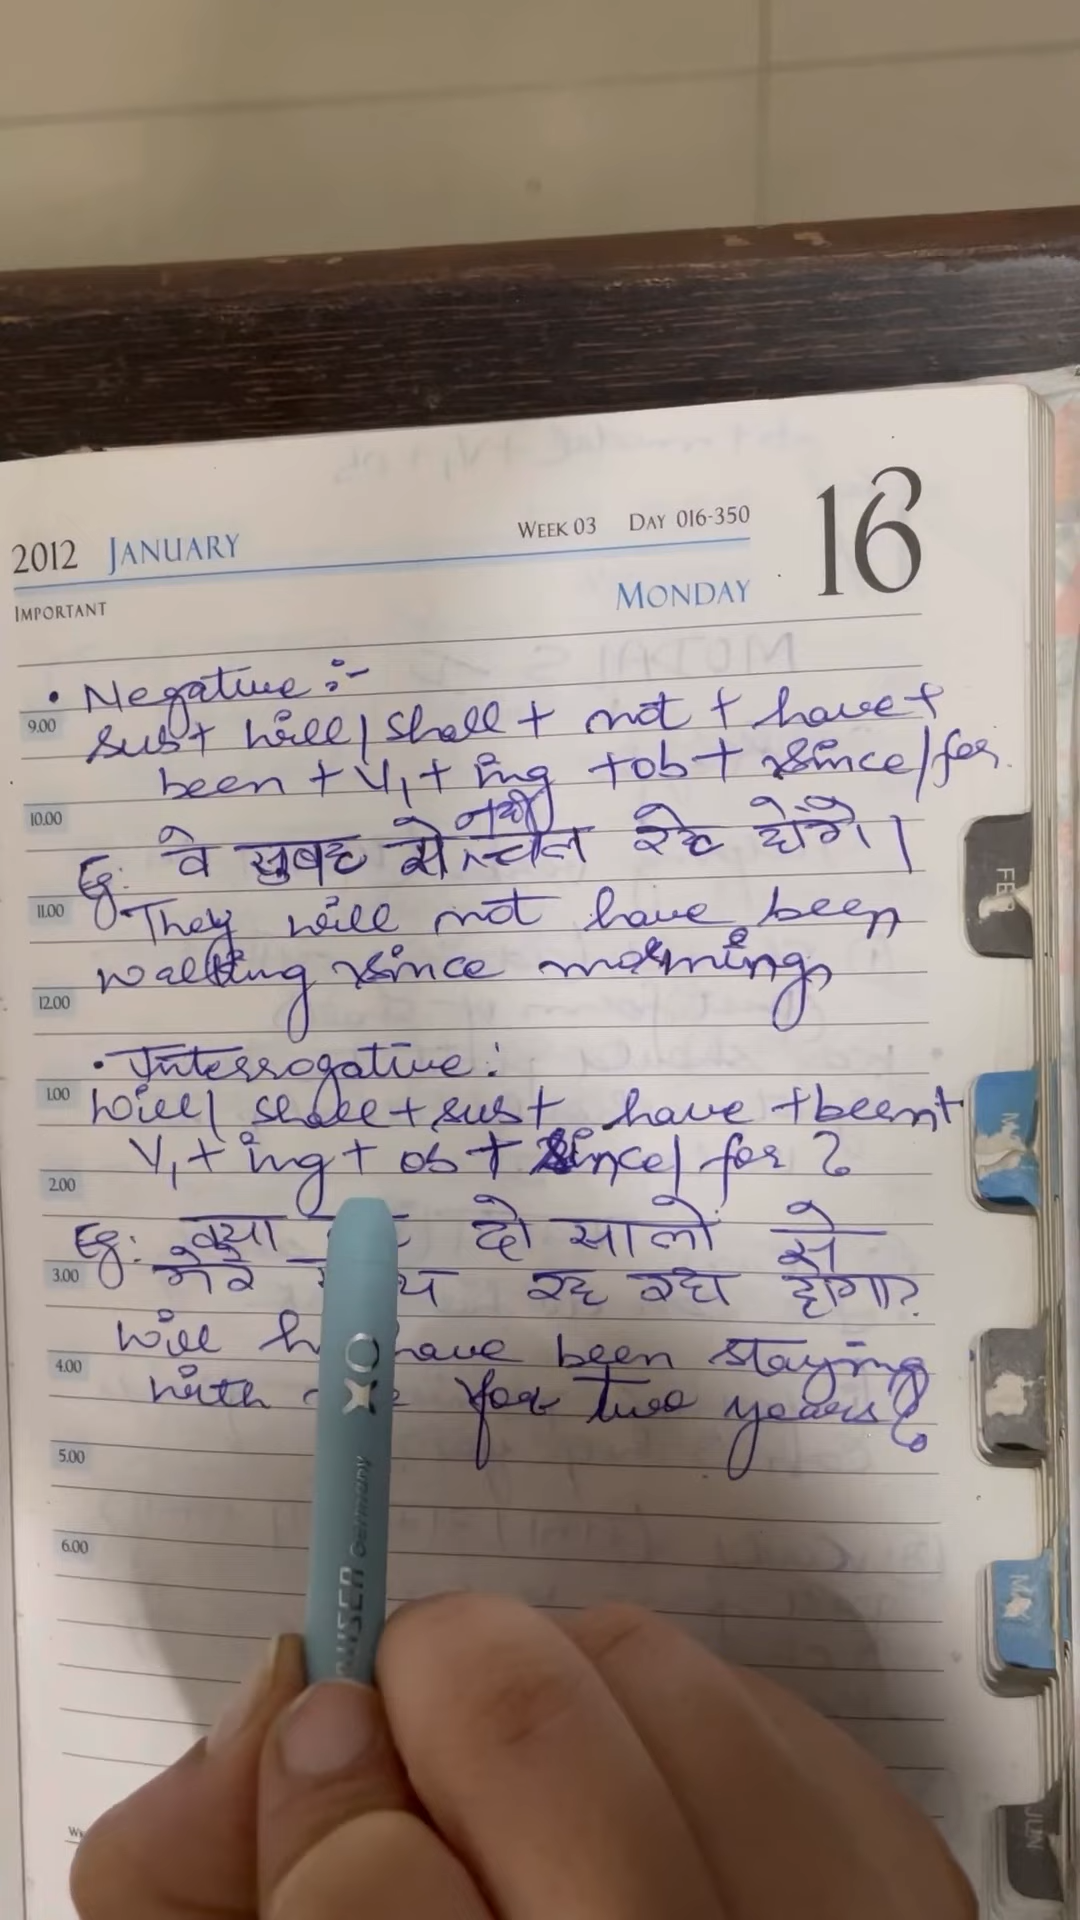 2012 JANUARY WEEK 03 DAY 016-350 16
IMPORTANT MONDAY
• Negative :-
9.00
sub + will / shall + not + have +
been + V1 + ing + ob + since / for
10.00
नही
Eg: वे सुबह से चल रहे होंगे।
11.00
They will not have been
walking since morning,
12.00
• Interrogative :
1.00
will / shall + sub + have + been +
V1 + ing + ob + since / for ?
2.00
Eg: क्या दो सालों से
3.00
मेरे रह रहा होगा?
will have been staying
4.00
with for two years?
5.00
6.00
XO
Germany
FEB
JUN